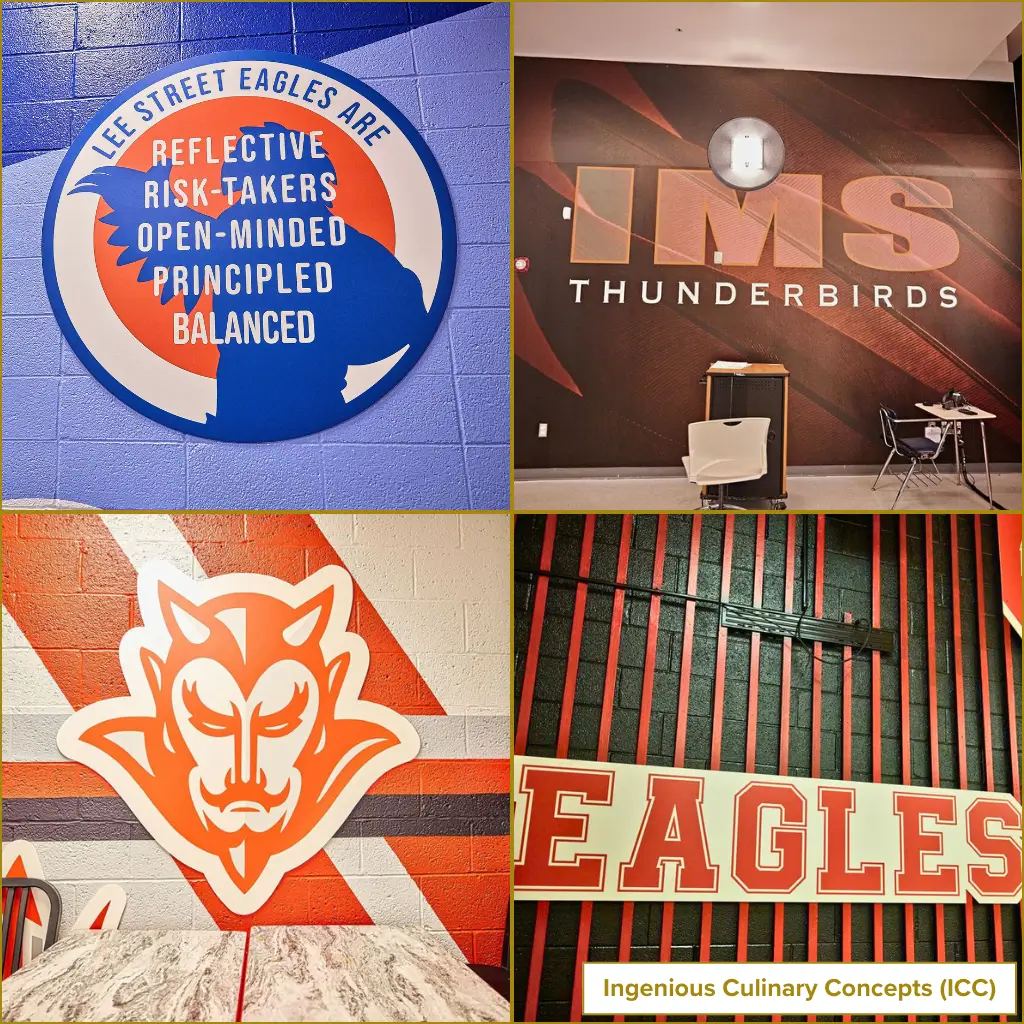 LEE STREET EAGLES ARE
REFLECTIVE
RISK-TAKERS
OPEN-MINDED
PRINCIPLED
BALANCED
IMS
THUNDERBIRDS
EAGLES
Ingenious Culinary Concepts (ICC)